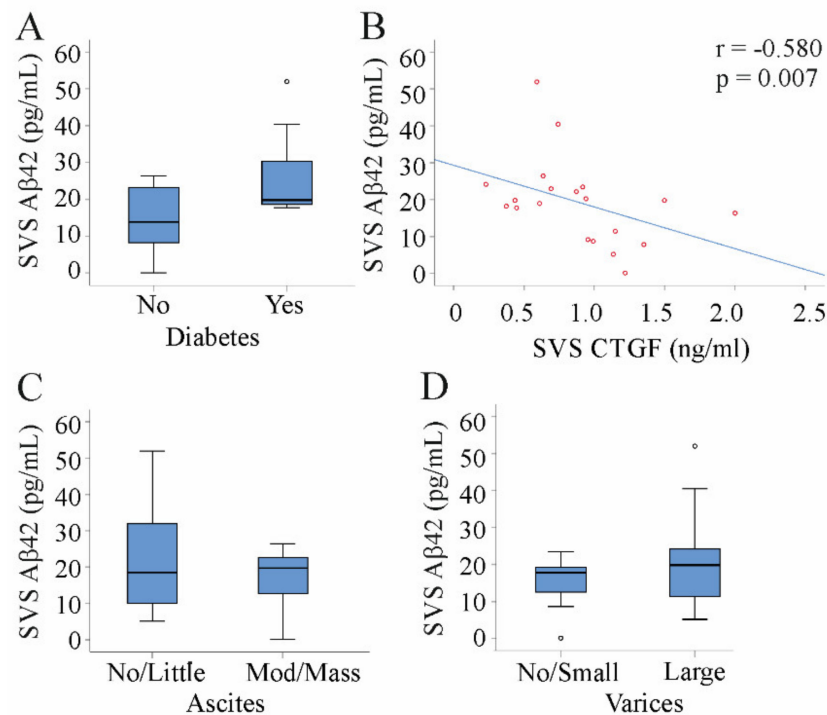 A
SVS Aβ42 (pg/mL)
60
50
40
30
20
10
0
No Yes
Diabetes
B
r = -0.580
p = 0.007
SVS Aβ42 (pg/mL)
60
50
40
30
20
10
0
0 0.5 1.0 1.5 2.0 2.5
SVS CTGF (ng/ml)
C
SVS Aβ42 (pg/mL)
60
50
40
30
20
10
0
No/Little Mod/Mass
Ascites
D
SVS Aβ42 (pg/mL)
60
50
40
30
20
10
0
No/Small Large
Varices